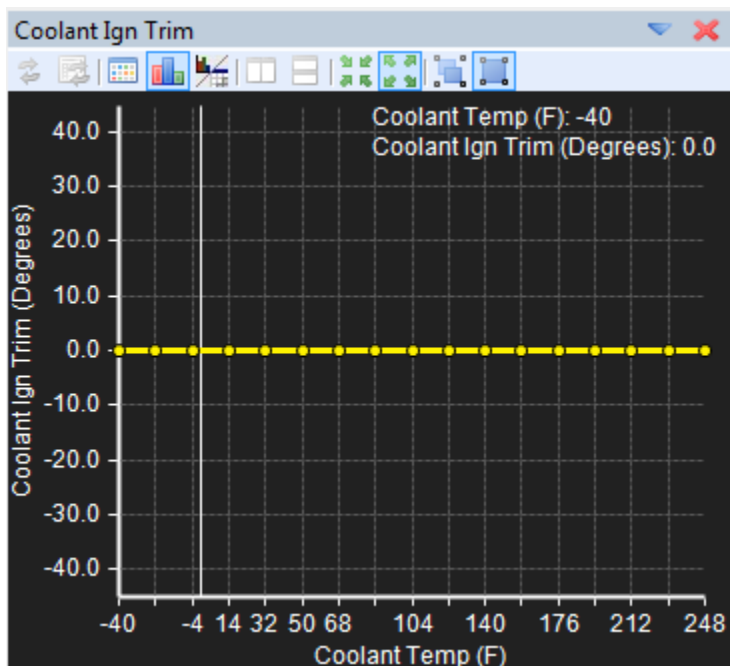 Coolant Ign Trim
Coolant Temp (F): -40
Coolant Ign Trim (Degrees): 0.0
40.0
30.0
20.0
10.0
0.0
-10.0
-20.0
-30.0
-40.0
Coolant Ign Trim (Degrees)
-40 -4 14 32 50 68 104 140 176 212 248
Coolant Temp (F)